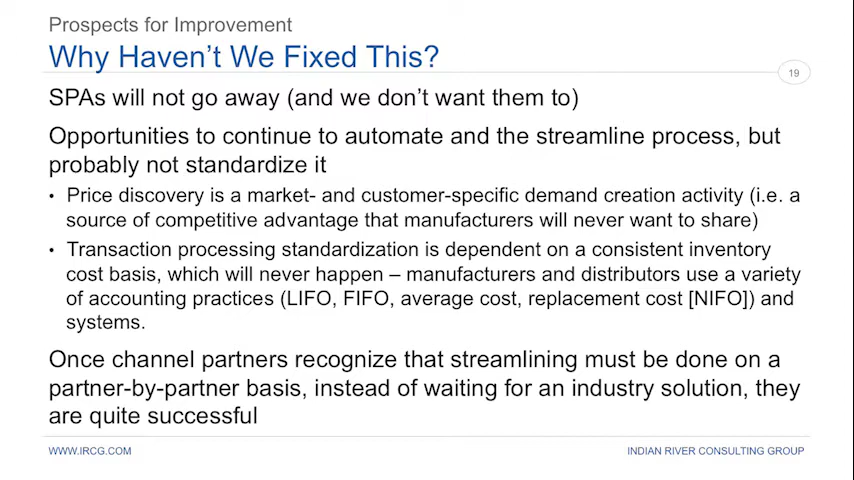 Prospects for Improvement
Why Haven't We Fixed This?
19
SPAs will not go away (and we don't want them to)
Opportunities to continue to automate and the streamline process, but
probably not standardize it
• Price discovery is a market- and customer-specific demand creation activity (i.e. a
source of competitive advantage that manufacturers will never want to share)
• Transaction processing standardization is dependent on a consistent inventory
cost basis, which will never happen – manufacturers and distributors use a variety
of accounting practices (LIFO, FIFO, average cost, replacement cost [NIFO]) and
systems.
Once channel partners recognize that streamlining must be done on a
partner-by-partner basis, instead of waiting for an industry solution, they
are quite successful
WWW.IRCG.COM
INDIAN RIVER CONSULTING GROUP